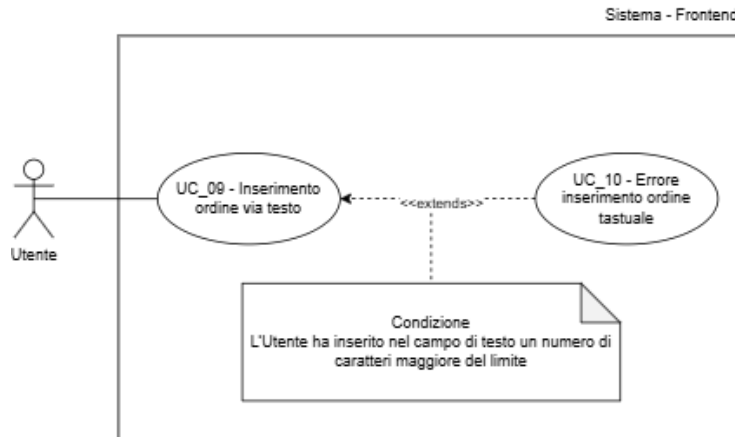 Sistema - Frontend
UC_09 - Inserimento
ordine via testo
<<extends>>
UC_10 - Errore
inserimento ordine
tastuale
Utente
Condizione
L'Utente ha inserito nel campo di testo un numero di
caratteri maggiore del limite